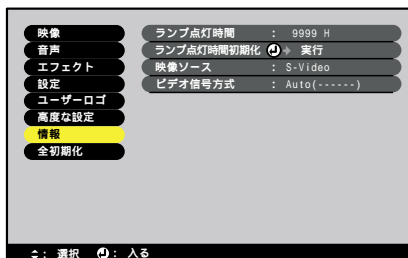 映像
音声
エフェクト
設定
ユーザーロゴ
高度な設定
情報
全初期化
ランプ点灯時間 : 9999 H
ランプ点灯時間初期化 実行
映像ソース : S-Video
ビデオ信号方式 : Auto(------)
: 選択 : 入る